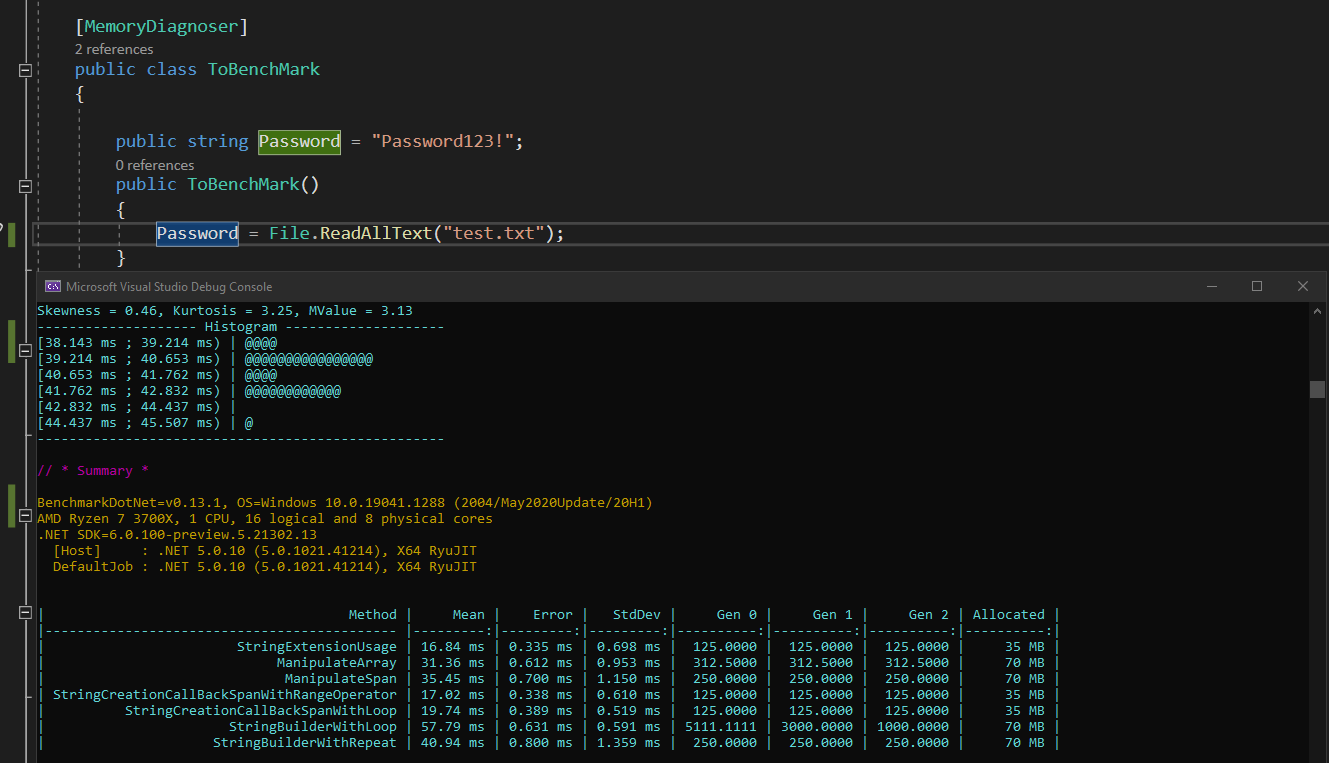 [MemoryDiagnoser]
2 references
public class ToBenchMark
{
public string Password = "Password123!";
0 references
public ToBenchMark()
{
Password = File.ReadAllText("test.txt");
}
Microsoft Visual Studio Debug Console
Skewness = 0.46, Kurtosis = 3.25, MValue = 3.13
-------------------- Histogram --------------------
[38.143 ms ; 39.214 ms) | @@@@
[39.214 ms ; 40.653 ms) | @@@@@@@@@@@@@@@@
[40.653 ms ; 41.762 ms) | @@@@
[41.762 ms ; 42.832 ms) | @@@@@@@@@@@@
[42.832 ms ; 44.437 ms) |
[44.437 ms ; 45.507 ms) | @
---------------------------------------------------
// * Summary *
BenchmarkDotNet=v0.13.1, OS=Windows 10.0.19041.1288 (2004/May2020Update/20H1)
AMD Ryzen 7 3700X, 1 CPU, 16 logical and 8 physical cores
.NET SDK=6.0.100-preview.5.21302.13
[Host]     : .NET 5.0.10 (5.0.1021.41214), X64 RyuJIT
DefaultJob : .NET 5.0.10 (5.0.1021.41214), X64 RyuJIT
| Method | Mean | Error | StdDev | Gen 0 | Gen 1 | Gen 2 | Allocated |
|-------------------------------------------- |---------:|---------:|---------:|----------:|----------:|----------:|----------:|
| StringExtensionUsage | 16.84 ms | 0.335 ms | 0.698 ms | 125.0000 | 125.0000 | 125.0000 | 35 MB |
| ManipulateArray | 31.36 ms | 0.612 ms | 0.953 ms | 312.5000 | 312.5000 | 312.5000 | 70 MB |
| ManipulateSpan | 35.45 ms | 0.700 ms | 1.150 ms | 250.0000 | 250.0000 | 250.0000 | 70 MB |
| StringCreationCallBackSpanWithRangeOperator | 17.02 ms | 0.338 ms | 0.610 ms | 125.0000 | 125.0000 | 125.0000 | 35 MB |
| StringCreationCallBackSpanWithLoop | 19.74 ms | 0.389 ms | 0.519 ms | 125.0000 | 125.0000 | 125.0000 | 35 MB |
| StringBuilderWithLoop | 57.79 ms | 0.631 ms | 0.591 ms | 5111.1111 | 3000.0000 | 1000.0000 | 70 MB |
| StringBuilderWithRepeat | 40.94 ms | 0.800 ms | 1.359 ms | 250.0000 | 250.0000 | 250.0000 | 70 MB |